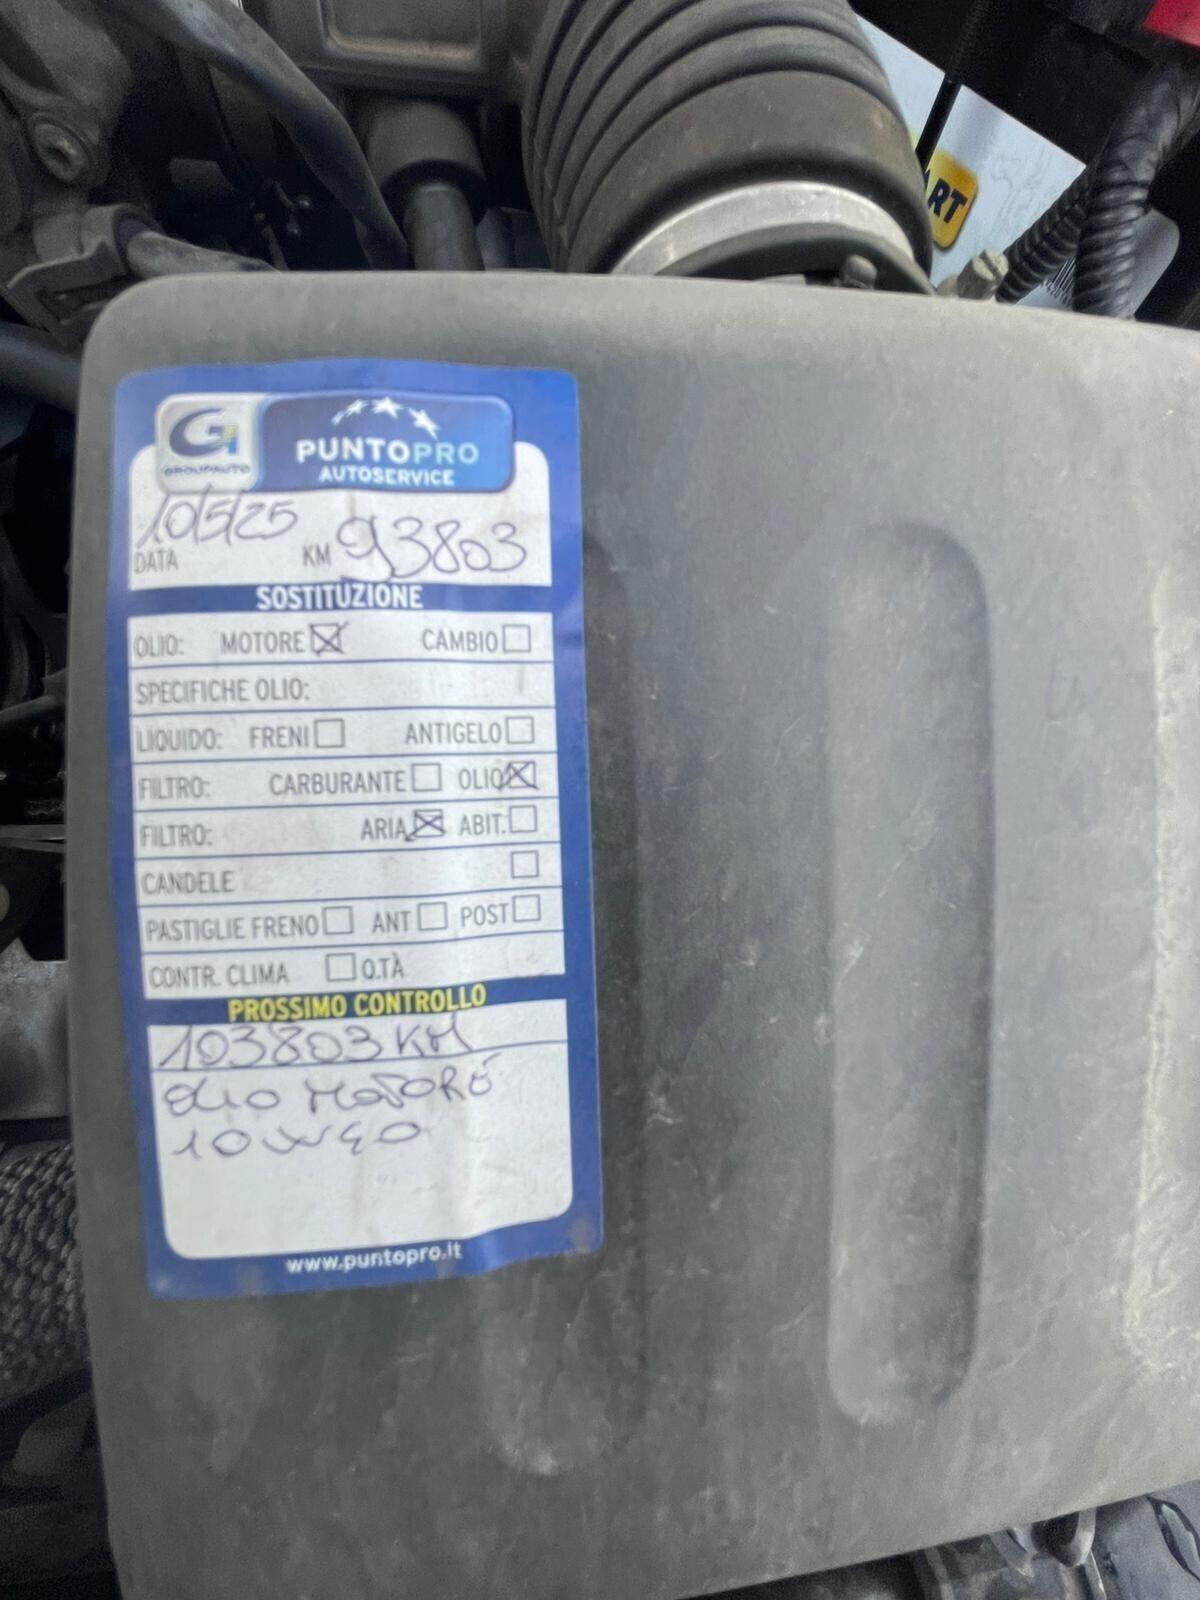 ART
G1
GROUPAUTO
PUNTOPRO
AUTOSERVICE
10/5/25 93803
DATA KM
SOSTITUZIONE
OLIO: MOTORE CAMBIO
SPECIFICHE OLIO:
LIQUIDO: FRENI ANTIGELO
FILTRO: CARBURANTE OLIO
FILTRO: ARIA ABIT.
CANDELE
PASTIGLIE FRENO ANT POST
CONTR. CLIMA Q.TÀ
PROSSIMO CONTROLLO
103803 KM
OLIO MOTORE
10W40
www.puntopro.it